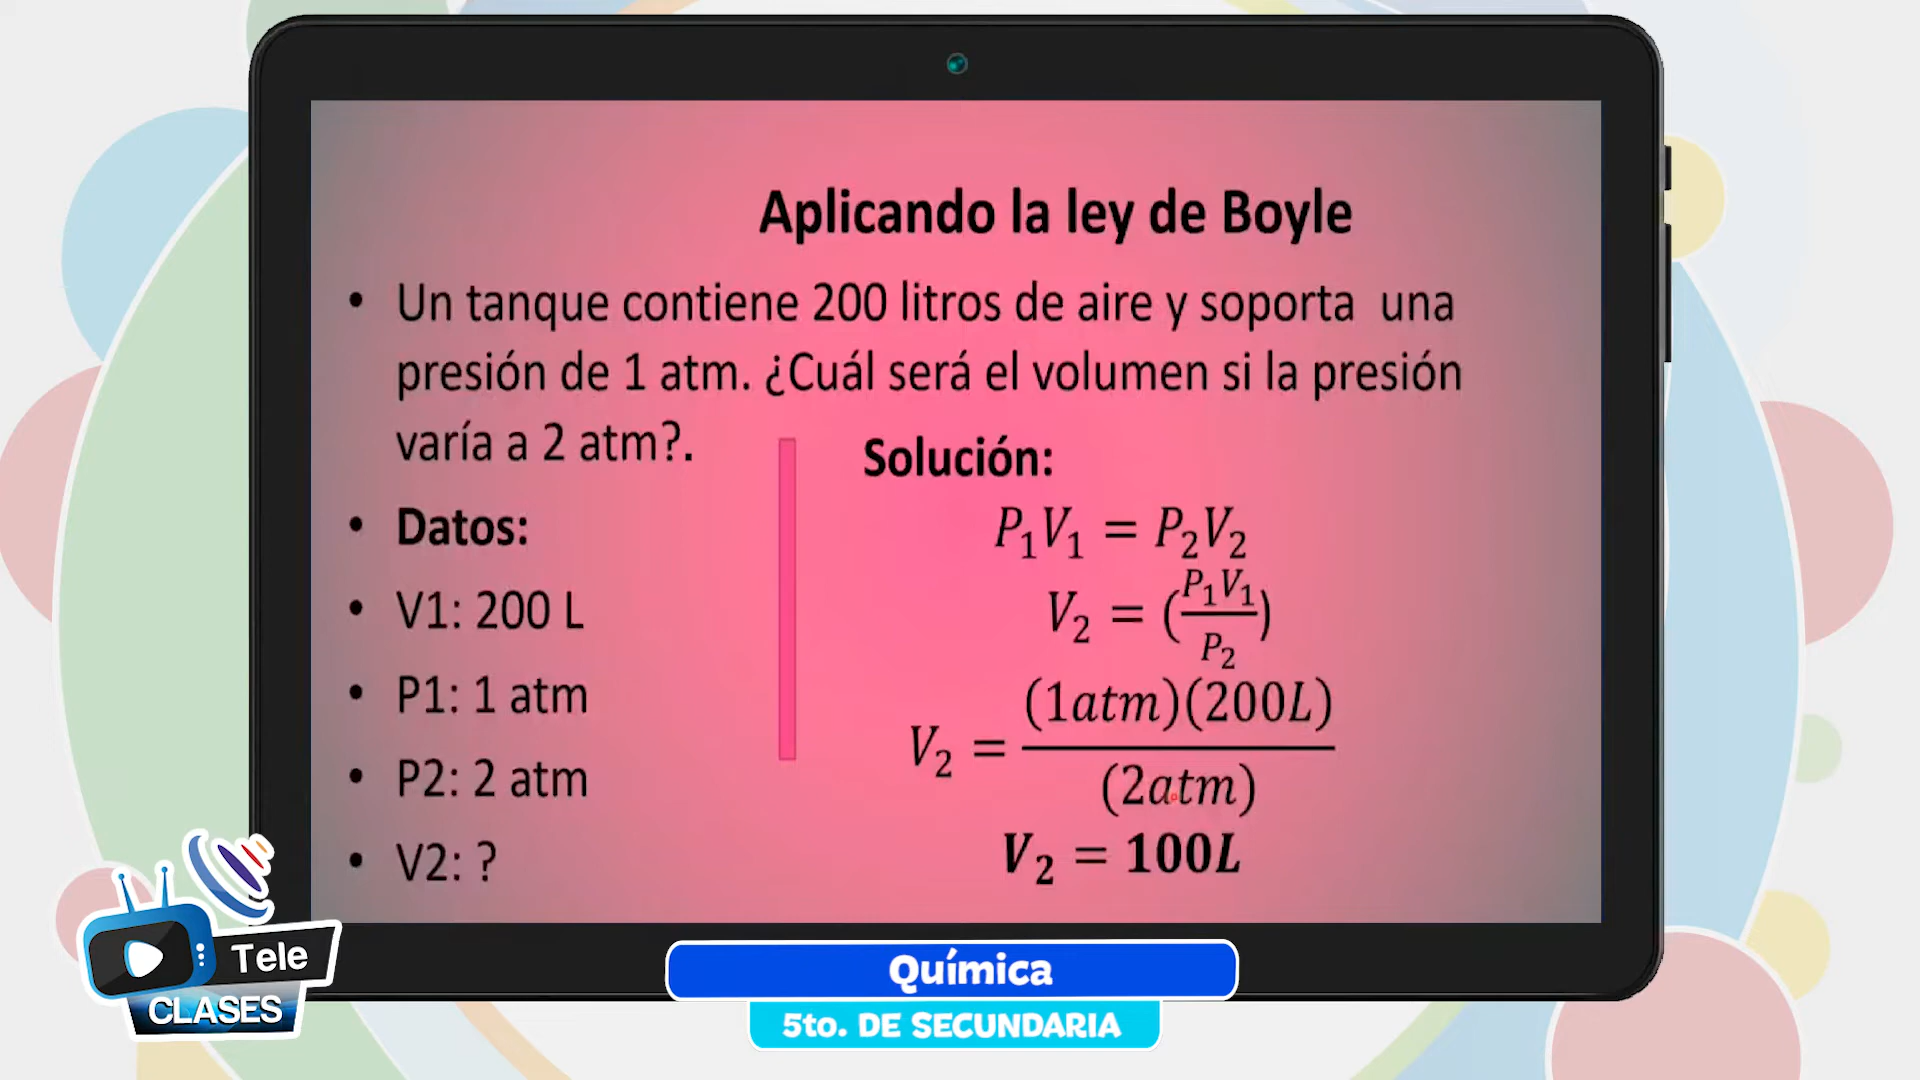 Aplicando la ley de Boyle
• Un tanque contiene 200 litros de aire y soporta una
presión de 1 atm. ¿Cuál será el volumen si la presión
varía a 2 atm?.
• Datos:
• V1: 200 L
• P1: 1 atm
• P2: 2 atm
• V2: ?
Solución:
P₁V₁ = P₂V₂
V₂ = (P₁V₁/P₂)
V₂ = (1atm)(200L)/(2atm)
V₂ = 100L
Tele
CLASES
Química
5to. DE SECUNDARIA